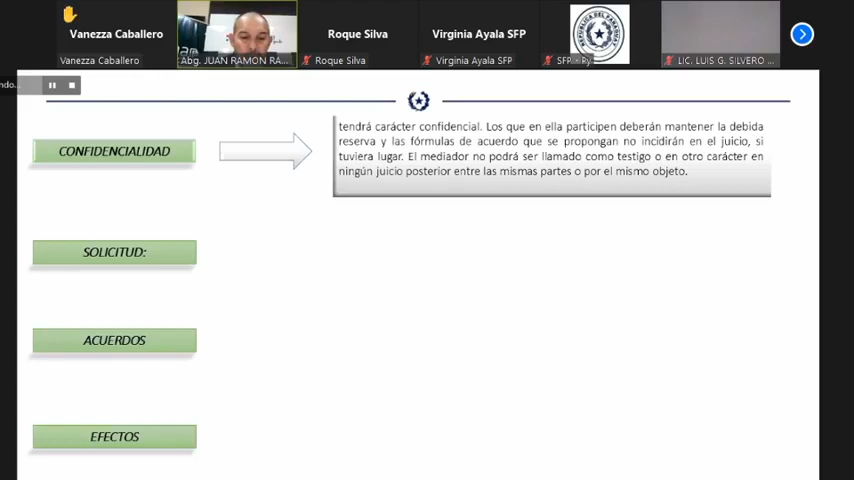 Vanezza Caballero
Roque Silva
Virginia Ayala SFP
Vanezza Caballero
Abg. JUAN RAMON RA...
Roque Silva
Virginia Ayala SFP
SFP - Py
LIC. LUIS G. SILVERO ...
ndo...
CONFIDENCIALIDAD
tendrá carácter confidencial. Los que en ella participen deberán mantener la debida
reserva y las fórmulas de acuerdo que se propongan no incidirán en el juicio, si
tuviera lugar. El mediador no podrá ser llamado como testigo o en otro carácter en
ningún juicio posterior entre las mismas partes o por el mismo objeto.
SOLICITUD:
ACUERDOS
EFECTOS